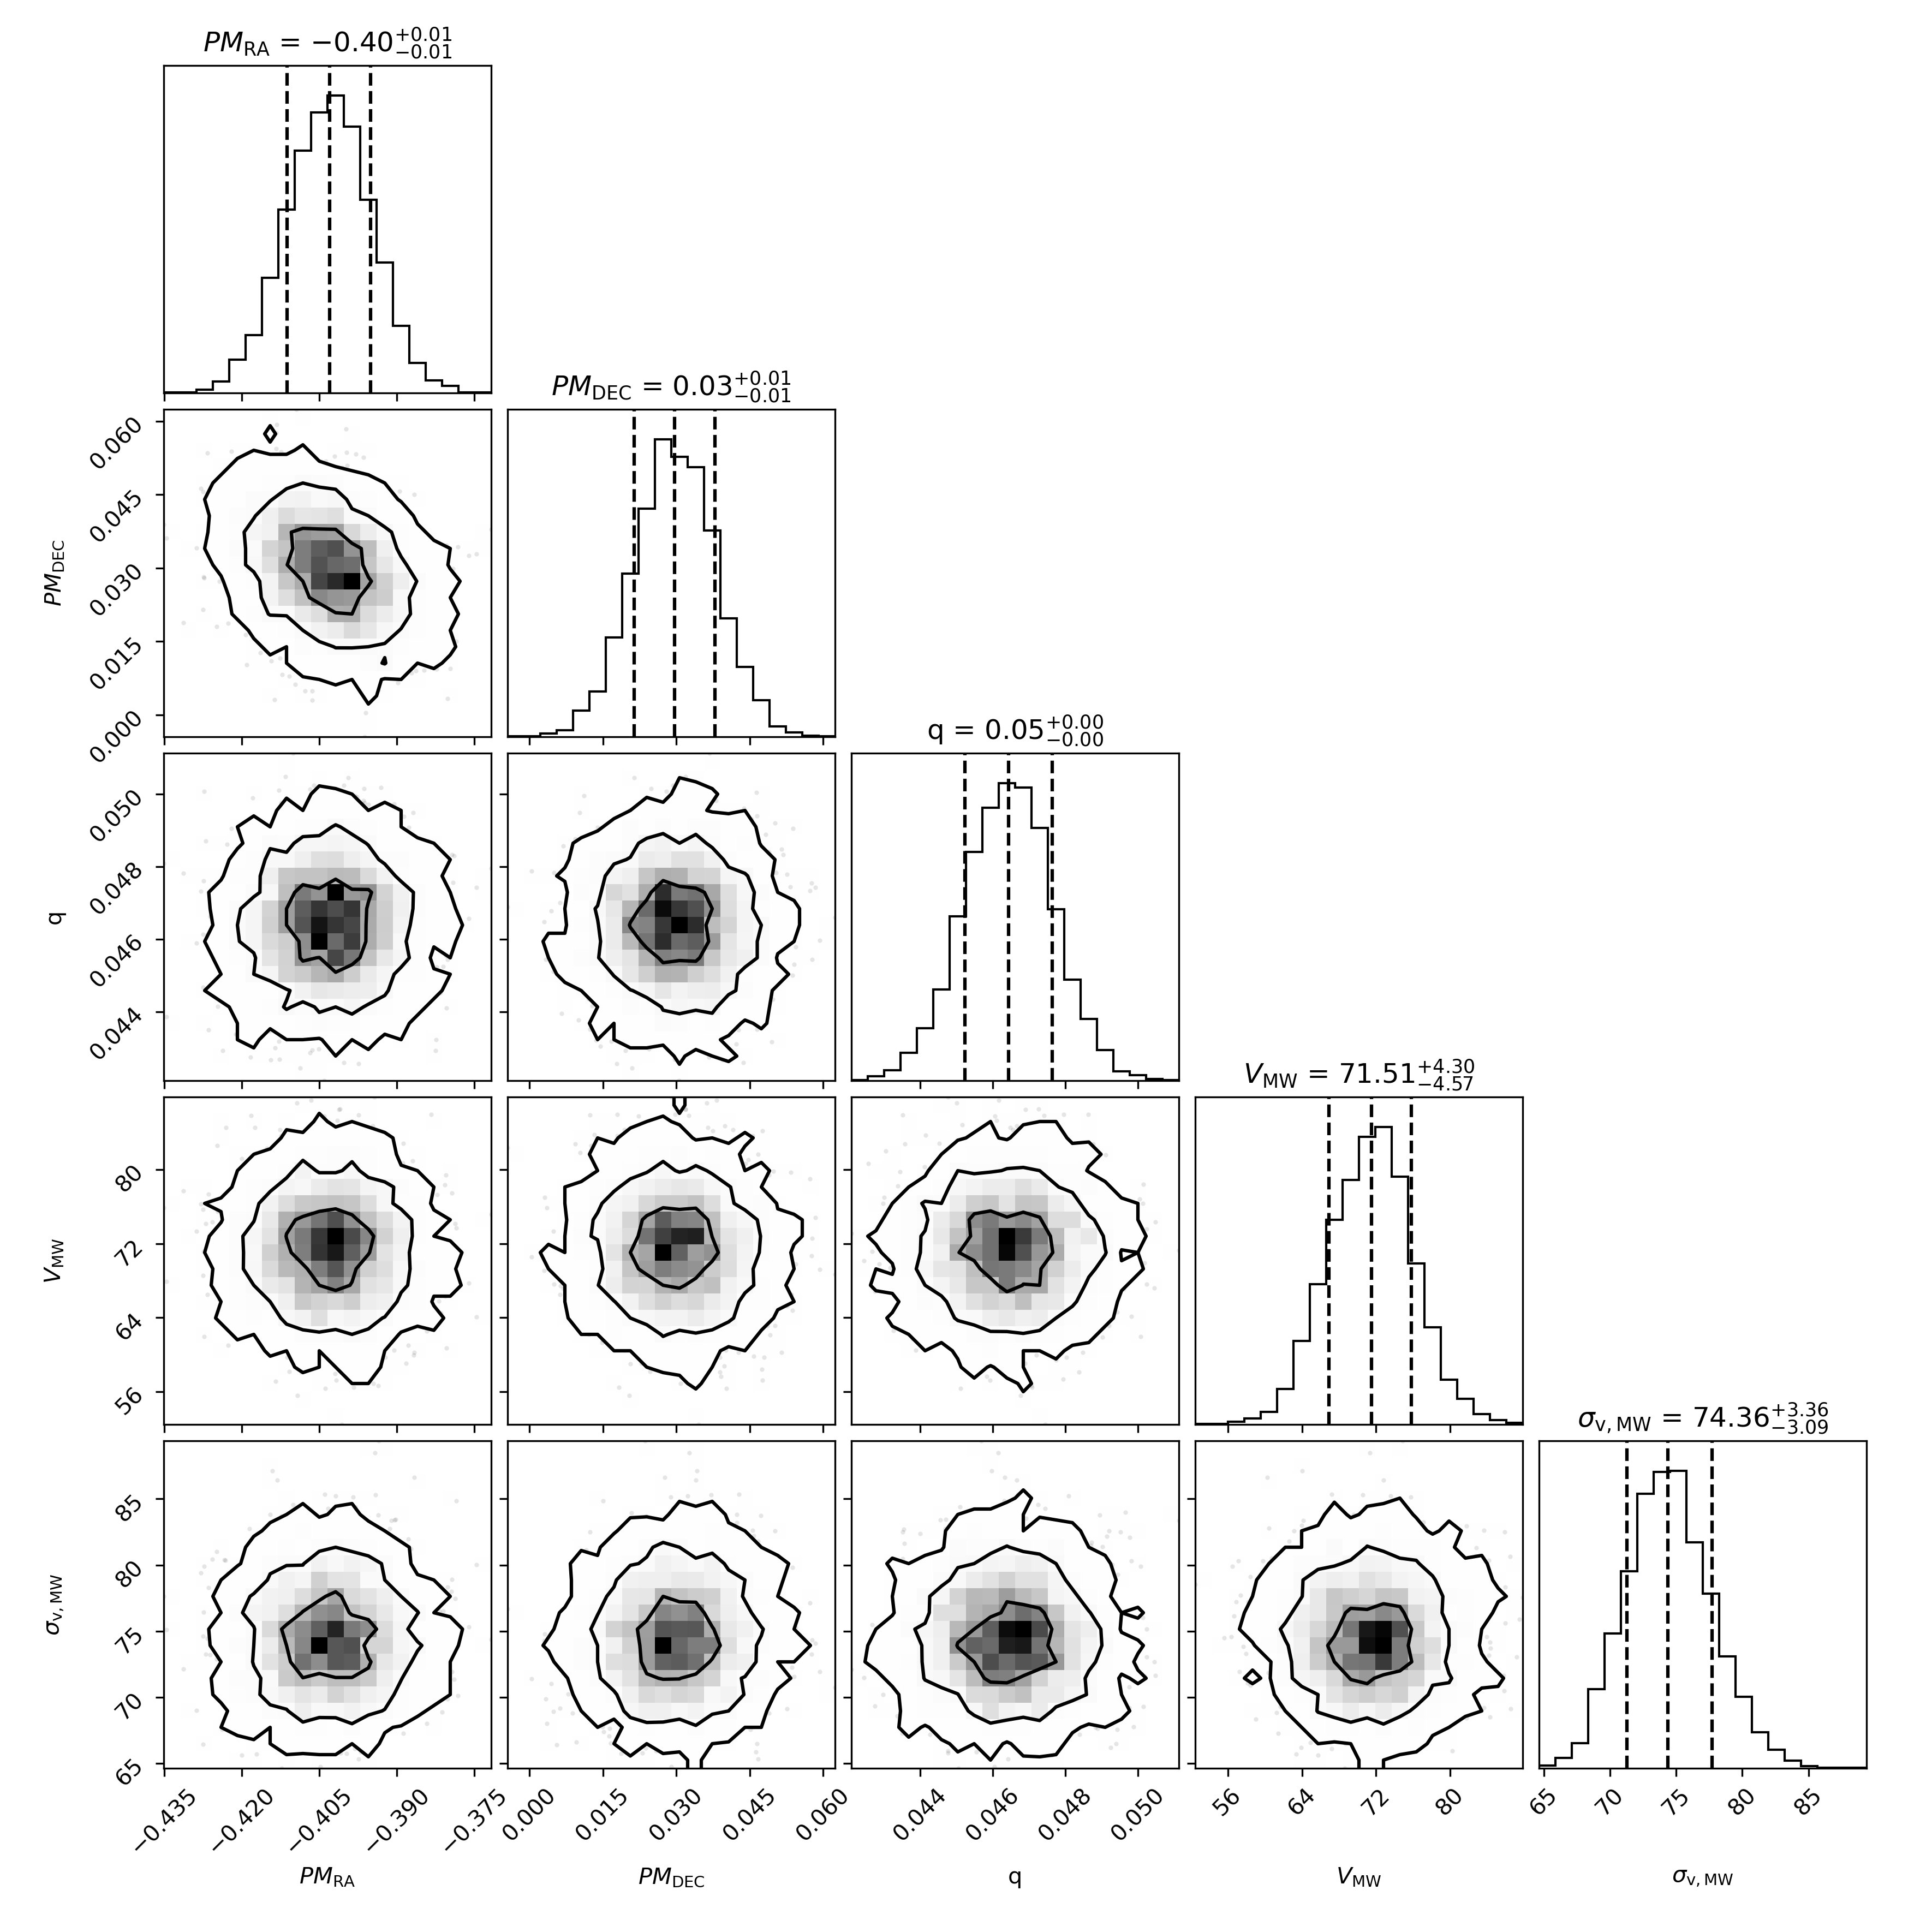 PM_RA = −0.40 +0.01 −0.01
PM_DEC = 0.03 +0.01 −0.01
0.060
0.045
0.030
0.015
0.000
PM_DEC
q = 0.05 +0.00 −0.00
0.050
0.048
0.046
0.044
q
V_MW = 71.51 +4.30 −4.57
80
72
64
56
V_MW
σ_v, MW = 74.36 +3.36 −3.09
85
80
75
70
65
σ_v, MW
−0.435 −0.420 −0.405 −0.390 −0.375 0.000 0.015 0.030 0.045 0.060 0.044 0.046 0.048 0.050 56 64 72 80 65 70 75 80 85
PM_RA PM_DEC q V_MW σ_v, MW